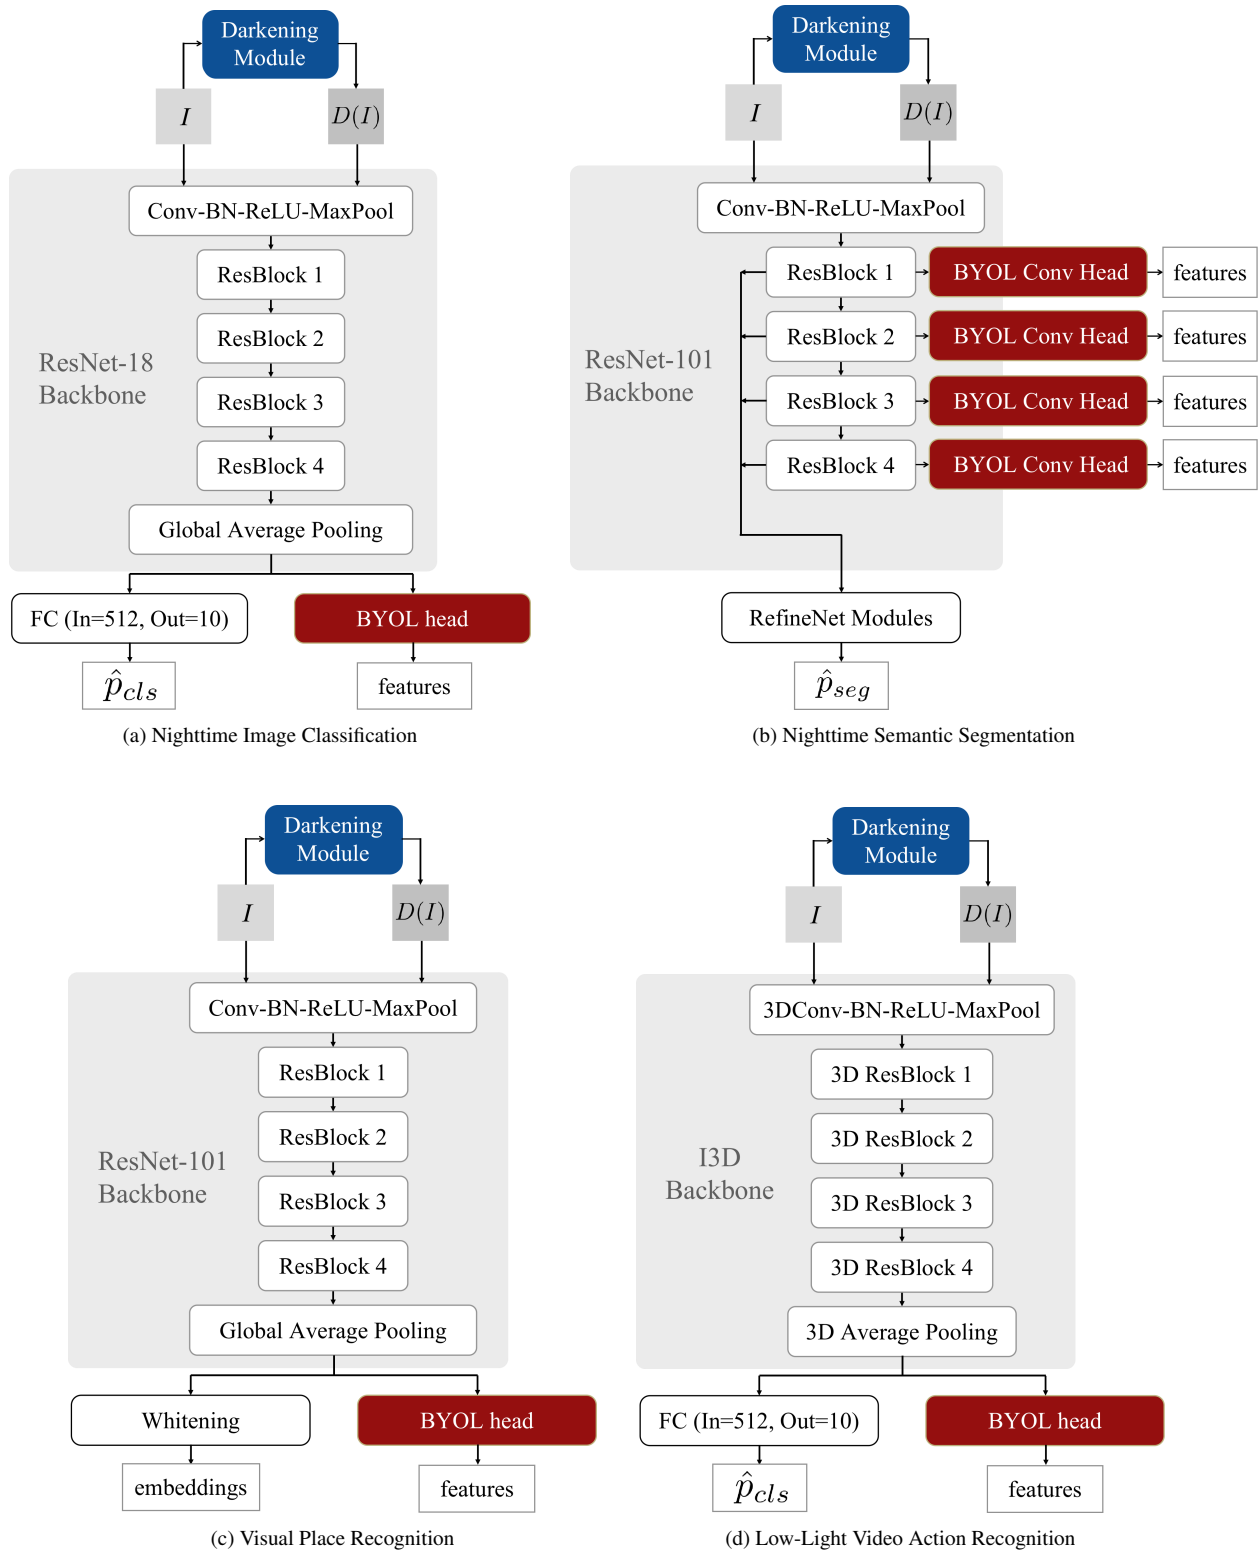 Darkening
Module
I
D(I)
Conv-BN-ReLU-MaxPool
ResBlock 1
ResBlock 2
ResNet-18
Backbone
ResBlock 3
ResBlock 4
Global Average Pooling
FC (In=512, Out=10)
BYOL head
p̂cls
features
(a) Nighttime Image Classification
Darkening
Module
I
D(I)
Conv-BN-ReLU-MaxPool
ResBlock 1
BYOL Conv Head
features
ResBlock 2
BYOL Conv Head
features
ResNet-101
Backbone
ResBlock 3
BYOL Conv Head
features
ResBlock 4
BYOL Conv Head
features
RefineNet Modules
p̂seg
(b) Nighttime Semantic Segmentation
Darkening
Module
I
D(I)
Conv-BN-ReLU-MaxPool
ResBlock 1
ResBlock 2
ResNet-101
Backbone
ResBlock 3
ResBlock 4
Global Average Pooling
Whitening
BYOL head
embeddings
features
(c) Visual Place Recognition
Darkening
Module
I
D(I)
3DConv-BN-ReLU-MaxPool
3D ResBlock 1
3D ResBlock 2
I3D
Backbone
3D ResBlock 3
3D ResBlock 4
3D Average Pooling
FC (In=512, Out=10)
BYOL head
p̂cls
features
(d) Low-Light Video Action Recognition